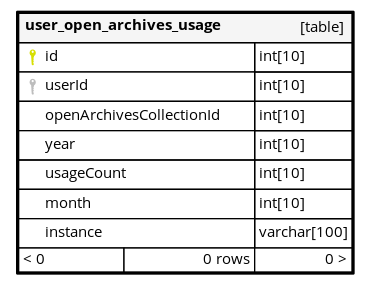 user_open_archives_usage [table]
id int[10]
userId int[10]
openArchivesCollectionId int[10]
year int[10]
usageCount int[10]
month int[10]
instance varchar[100]
< 0 0 rows 0 >